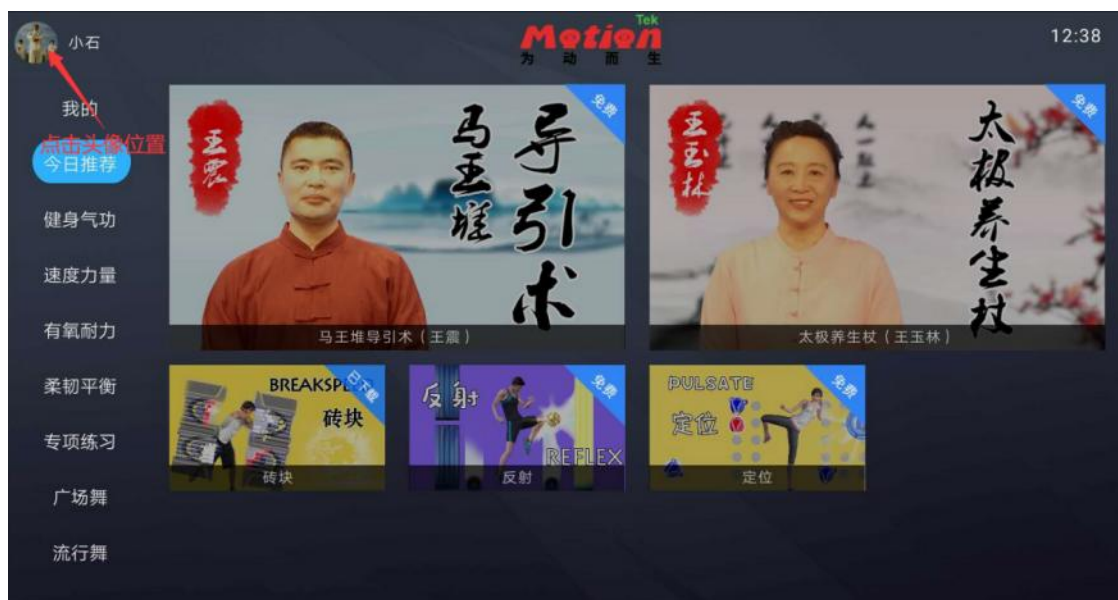 小石
Tek
Motion
为动而生
12:38
我的
点击头像位置
今日推荐
健身气功
速度力量
有氧耐力
柔韧平衡
专项练习
广场舞
流行舞
免费
王震
马王堆
导引术
马王堆导引术（王震）
免费
王玉林
太极养生杖
太极养生杖（王玉林）
已下载
砖块
砖块
免费
反射
REFLEX
反射
免费
PULSATE
定位
定位